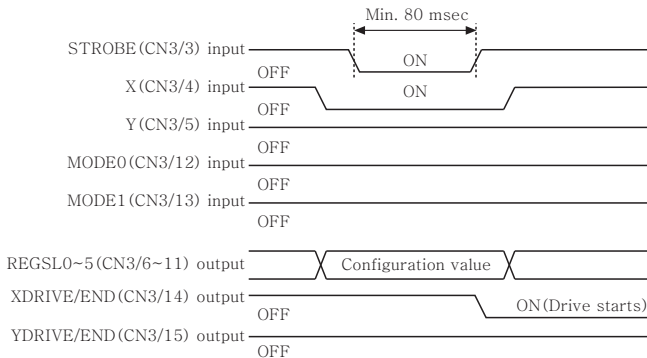 Min. 80 msec
STROBE(CN3/3) input
OFF
ON
X(CN3/4) input
OFF
ON
Y(CN3/5) input
OFF
MODE0(CN3/12) input
OFF
MODE1(CN3/13) input
OFF
REGSL0~5(CN3/6~11) output
Configuration value
XDRIVE/END(CN3/14) output
OFF
ON(Drive starts)
YDRIVE/END(CN3/15) output
OFF